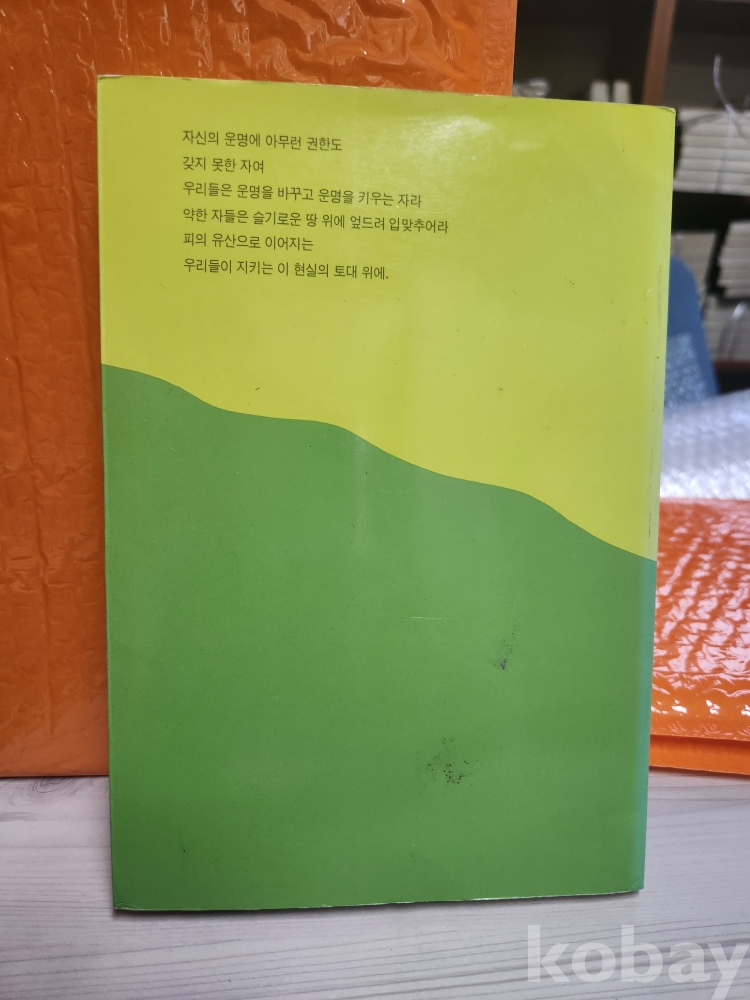 자신의 운명에 아무런 권한도
갖지 못한 자여
우리들은 운명을 바꾸고 운명을 키우는 자라
약한 자들은 슬기로운 땅 위에 엎드려 입맞추어라
피의 유산으로 이어지는
우리들이 지키는 이 현실의 토대 위에.
kobay